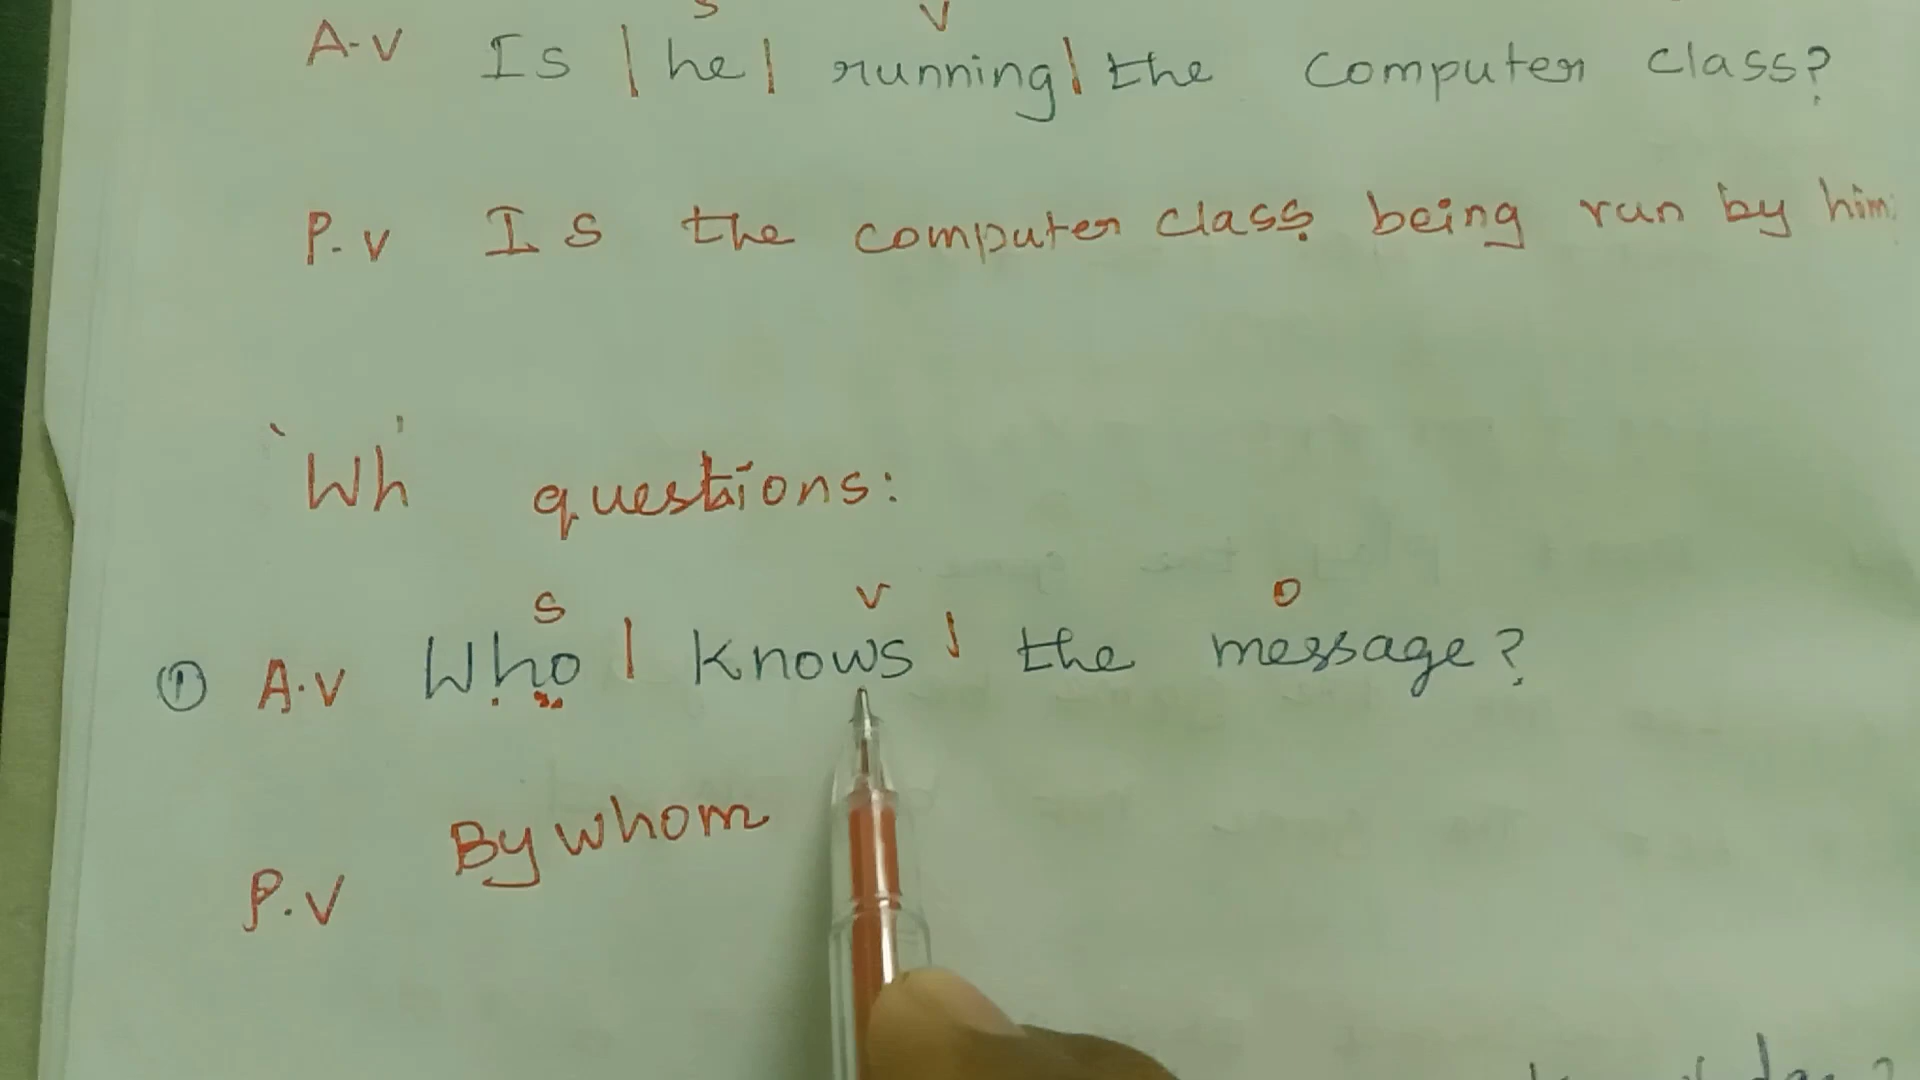 S V
A-V Is | he | running | the computer class?
P.V Is the computer class being run by him
'Wh' questions:
S V O
① A.V Who | knows | the message?
By whom
P.V